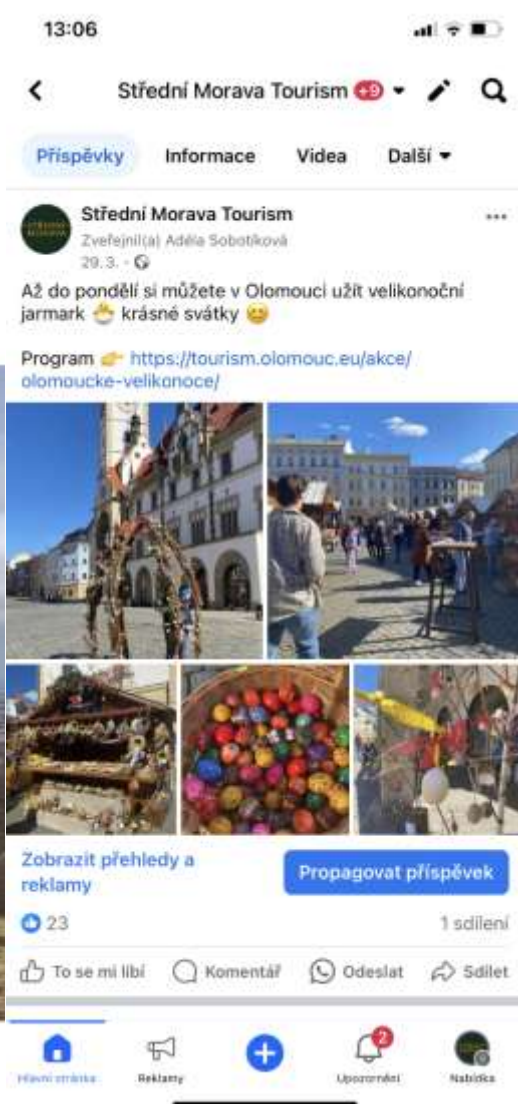 13:06
Střední Morava Tourism +9
Příspěvky Informace Videa Další
Střední Morava Tourism
Zveřejnil(a) Adéla Sobotíková
29. 3.
Až do pondělí si můžete v Olomouci užít velikonoční
jarmark 🐣 krásné svátky 😊
Program 👉 https://tourism.olomouc.eu/akce/
olomoucke-velikonoce/
Zobrazit přehledy a
reklamy
Propagovat příspěvek
23
1 sdílení
To se mi líbí Komentář Odeslat Sdílet
2
Hlavní stránka Reklamy Upozornění Nabídka